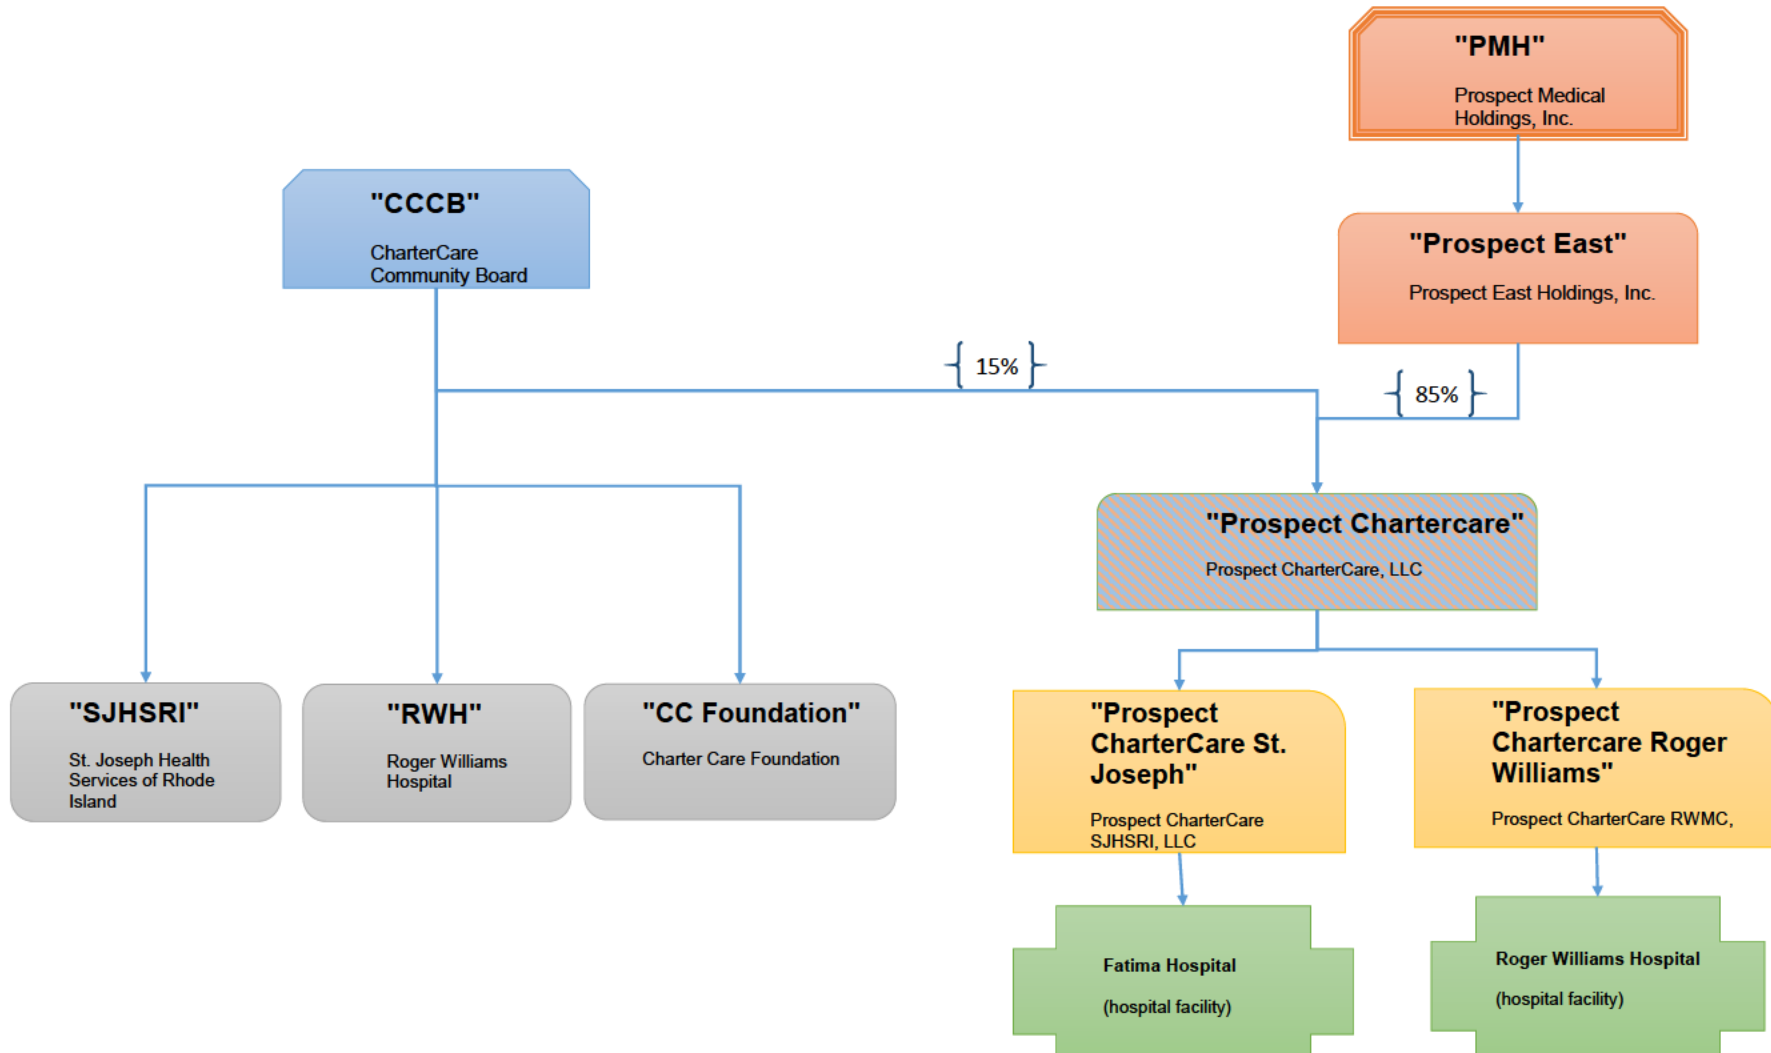 "PMH"
Prospect Medical
Holdings, Inc.
"CCCB"
CharterCare
Community Board
"Prospect East"
Prospect East Holdings, Inc.
15%
85%
"Prospect Chartercare"
Prospect CharterCare, LLC
"SJHSRI"
St. Joseph Health
Services of Rhode
Island
"RWH"
Roger Williams
Hospital
"CC Foundation"
Charter Care Foundation
"Prospect
CharterCare St.
Joseph"
Prospect CharterCare
SJHSRI, LLC
"Prospect
Chartercare Roger
Williams"
Prospect CharterCare RWMC,
Fatima Hospital
(hospital facility)
Roger Williams Hospital
(hospital facility)